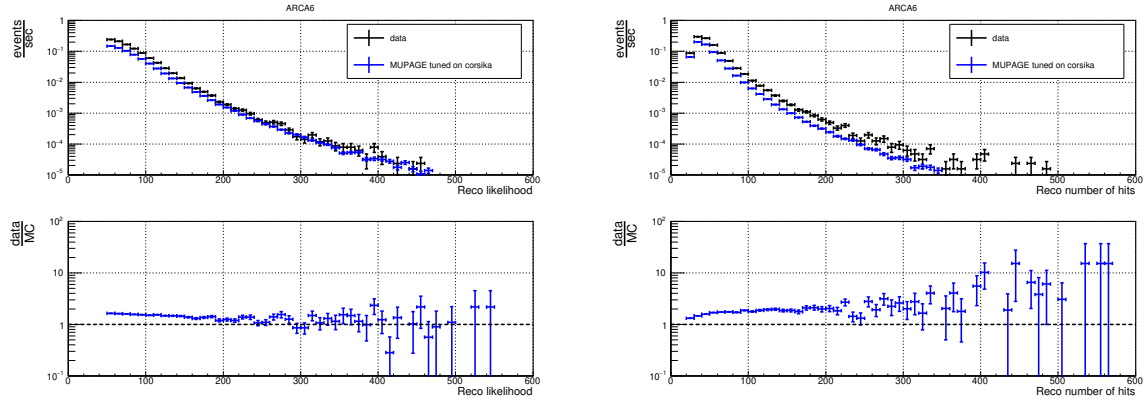 ARCA6
events
sec
1
10⁻¹
10⁻²
10⁻³
10⁻⁴
10⁻⁵
data
MUPAGE tuned on corsika
0 100 200 300 400 500 600
Reco likelihood
data
MC
10²
10
1
10⁻¹
0 100 200 300 400 500 600
Reco likelihood
ARCA6
events
sec
1
10⁻¹
10⁻²
10⁻³
10⁻⁴
10⁻⁵
data
MUPAGE tuned on corsika
0 100 200 300 400 500 600
Reco number of hits
data
MC
10²
10
1
10⁻¹
0 100 200 300 400 500 600
Reco number of hits